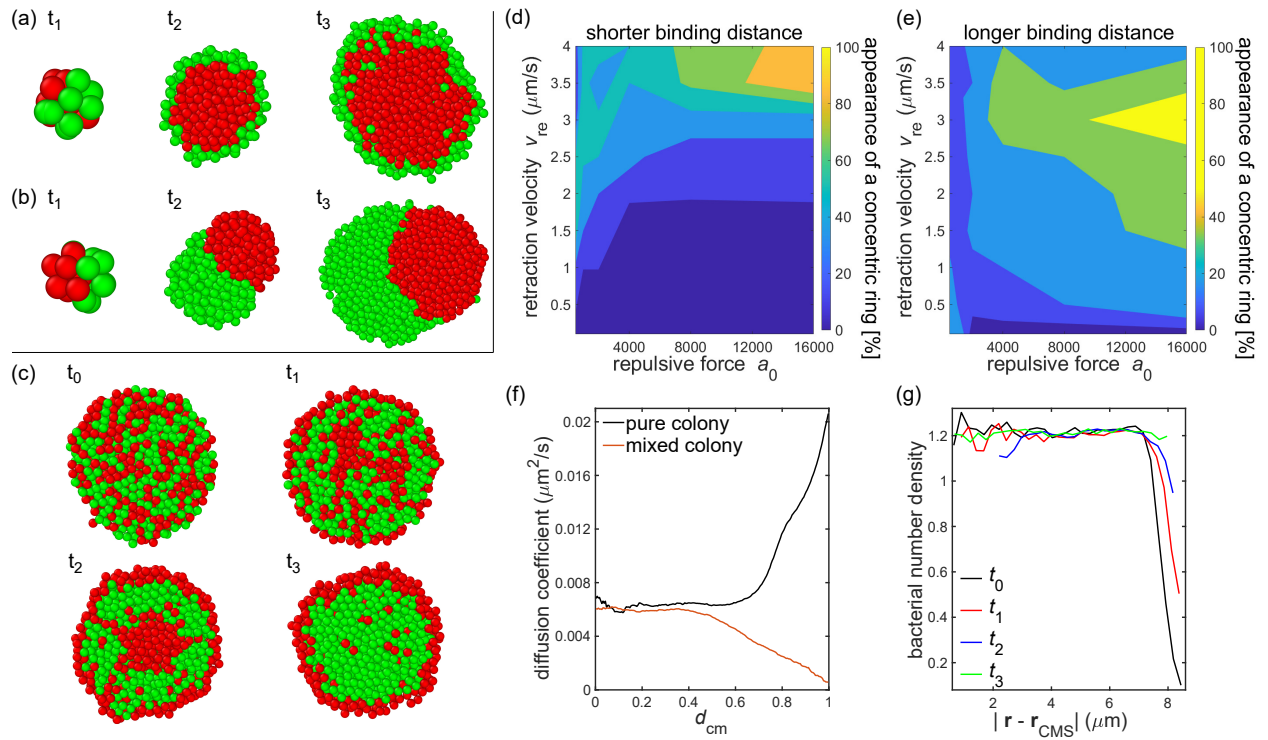 (a) t1 t2 t3
(b) t1 t2 t3
(c) t0 t1
t2 t3
(d) shorter binding distance
retraction velocity vre (μm/s)
4
3.5
3
2.5
2
1.5
1
0.5
4000 8000 12000 16000
repulsive force a0
100
80
60
40
20
0
appearance of a concentric ring [%]
(e) longer binding distance
retraction velocity vre (μm/s)
4
3.5
3
2.5
2
1.5
1
0.5
4000 8000 12000 16000
repulsive force a0
100
80
60
40
20
0
appearance of a concentric ring [%]
(f)
diffusion coefficient (μm²/s)
0.02
0.016
0.012
0.008
0.004
0
pure colony
mixed colony
0 0.2 0.4 0.6 0.8 1
dcm
(g)
bacterial number density
1.2
1.0
0.8
0.6
0.4
0.2
t0
t1
t2
t3
2 4 6 8
| r - rCMS| (μm)